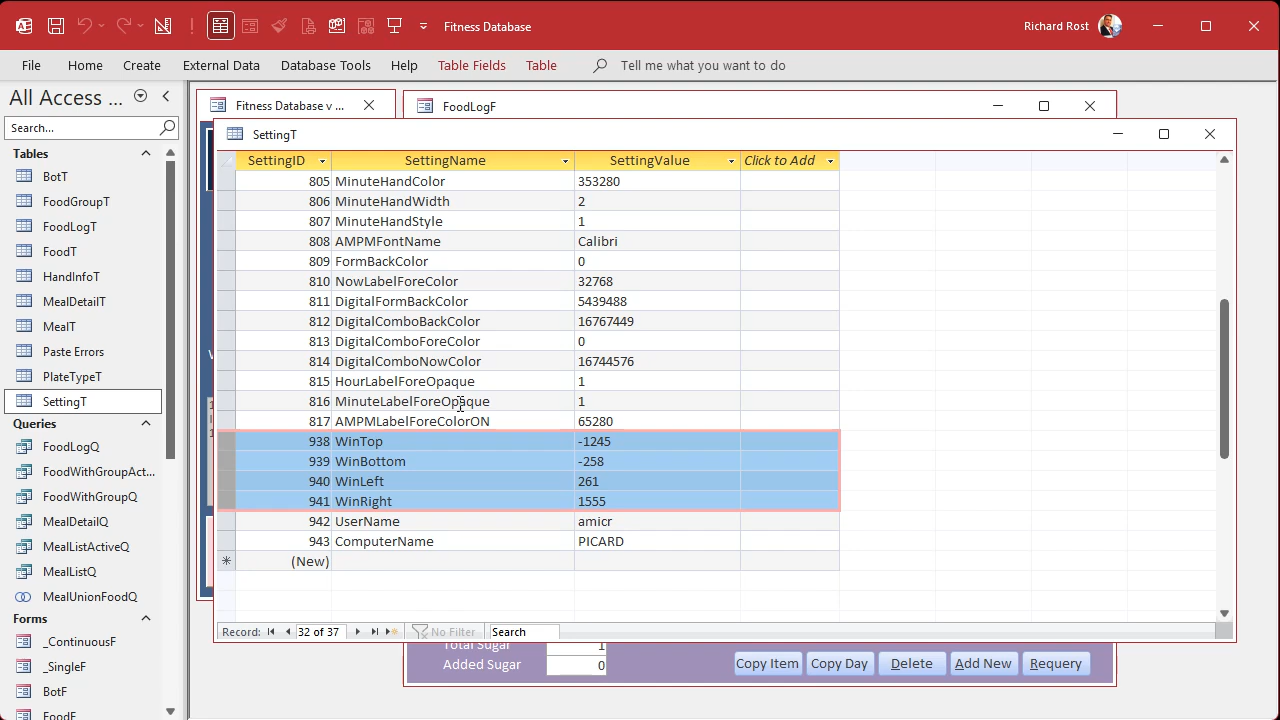 Fitness Database
Richard Rost
File Home Create External Data Database Tools Help Table Fields Table Tell me what you want to do
All Access ...
Search...
Tables
BotT
FoodGroupT
FoodLogT
FoodT
HandInfoT
MealDetailT
MealT
Paste Errors
PlateTypeT
SettingT
Queries
FoodLogQ
FoodWithGroupAct...
FoodWithGroupQ
MealDetailQ
MealListActiveQ
MealListQ
MealUnionFoodQ
Forms
_ContinuousF
_SingleF
BotF
FoodF
Fitness Database v ...
FoodLogF
SettingT
SettingID SettingName SettingValue Click to Add
805 MinuteHandColor 353280
806 MinuteHandWidth 2
807 MinuteHandStyle 1
808 AMPMFontName Calibri
809 FormBackColor 0
810 NowLabelForeColor 32768
811 DigitalFormBackColor 5439488
812 DigitalComboBackColor 16767449
813 DigitalComboForeColor 0
814 DigitalComboNowColor 16744576
815 HourLabelForeOpaque 1
816 MinuteLabelForeOpaque 1
817 AMPMLabelForeColorON 65280
938 WinTop -1245
939 WinBottom -258
940 WinLeft 261
941 WinRight 1555
942 UserName amicr
943 ComputerName PICARD
(New)
Record: 32 of 37 No Filter Search
Total Sugar 1
Added Sugar 0
Copy Item Copy Day Delete Add New Requery